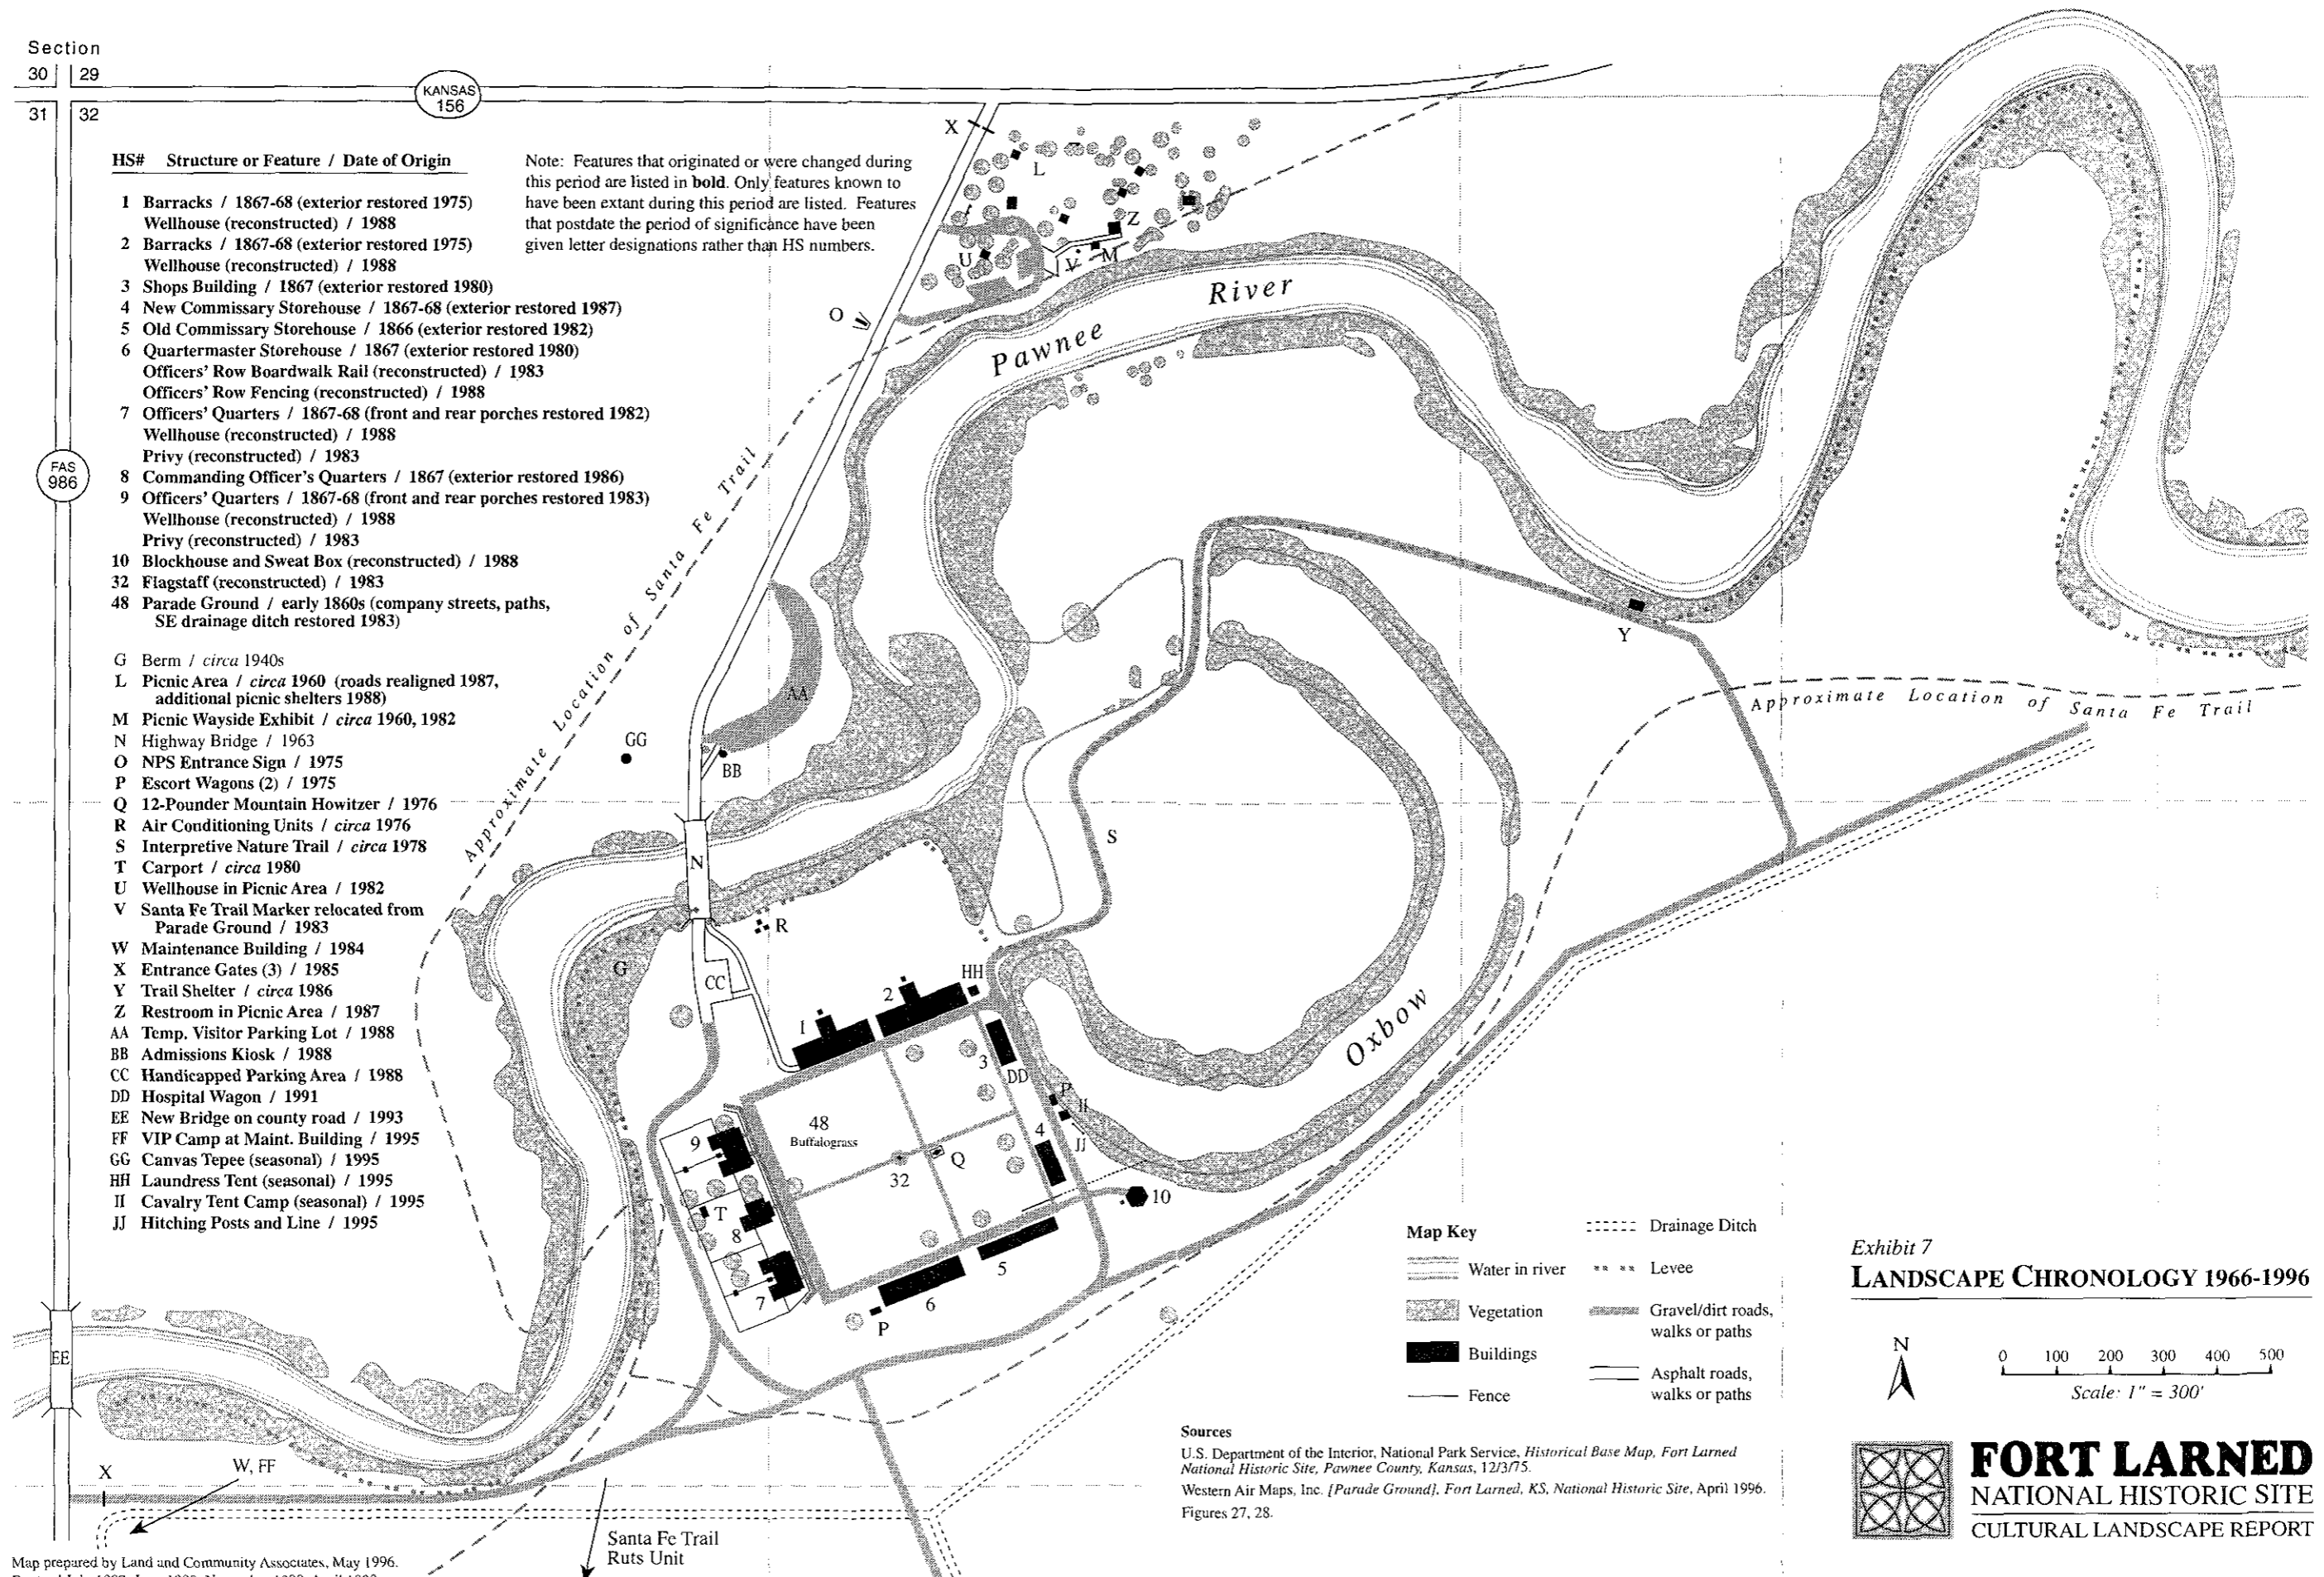 Section
30 29
KANSAS
156
31 32
FAS
986
HS# Structure or Feature / Date of Origin
1 Barracks / 1867-68 (exterior restored 1975)
Wellhouse (reconstructed) / 1988
2 Barracks / 1867-68 (exterior restored 1975)
Wellhouse (reconstructed) / 1988
3 Shops Building / 1867 (exterior restored 1980)
4 New Commissary Storehouse / 1867-68 (exterior restored 1987)
5 Old Commissary Storehouse / 1866 (exterior restored 1982)
6 Quartermaster Storehouse / 1867 (exterior restored 1980)
Officers' Row Boardwalk Rail (reconstructed) / 1983
Officers' Row Fencing (reconstructed) / 1988
7 Officers' Quarters / 1867-68 (front and rear porches restored 1982)
Wellhouse (reconstructed) / 1988
Privy (reconstructed) / 1983
8 Commanding Officer's Quarters / 1867 (exterior restored 1986)
9 Officers' Quarters / 1867-68 (front and rear porches restored 1983)
Wellhouse (reconstructed) / 1988
Privy (reconstructed) / 1983
10 Blockhouse and Sweat Box (reconstructed) / 1988
32 Flagstaff (reconstructed) / 1983
48 Parade Ground / early 1860s (company streets, paths,
SE drainage ditch restored 1983)
G Berm / circa 1940s
L Picnic Area / circa 1960 (roads realigned 1987,
additional picnic shelters 1988)
M Picnic Wayside Exhibit / circa 1960, 1982
N Highway Bridge / 1963
O NPS Entrance Sign / 1975
P Escort Wagons (2) / 1975
Q 12-Pounder Mountain Howitzer / 1976
R Air Conditioning Units / circa 1976
S Interpretive Nature Trail / circa 1978
T Carport / circa 1980
U Wellhouse in Picnic Area / 1982
V Santa Fe Trail Marker relocated from
Parade Ground / 1983
W Maintenance Building / 1984
X Entrance Gates (3) / 1985
Y Trail Shelter / circa 1986
Z Restroom in Picnic Area / 1987
AA Temp. Visitor Parking Lot / 1988
BB Admissions Kiosk / 1988
CC Handicapped Parking Area / 1988
DD Hospital Wagon / 1991
EE New Bridge on county road / 1993
FF VIP Camp at Maint. Building / 1995
GG Canvas Tepee (seasonal) / 1995
HH Laundress Tent (seasonal) / 1995
II Cavalry Tent Camp (seasonal) / 1995
JJ Hitching Posts and Line / 1995
Note: Features that originated or were changed during
this period are listed in bold. Only features known to
have been extant during this period are listed. Features
that postdate the period of significance have been
given letter designations rather than HS numbers.
X
L
Z
U
V
M
O
Pawnee River
Approximate Location of Santa Fe Trail
AA
GG
BB
Y
Approximate Location of Santa Fe Trail
S
N
R
G
CC
HH
2
1
3
DD
P
II
JJ
4
48
Buffalograss
9
Q
32
T
8
10
7
5
6
P
Oxbow
EE
X
W, FF
Santa Fe Trail
Ruts Unit
Map Key
Water in river
Vegetation
Buildings
Fence
Drainage Ditch
Levee
Gravel/dirt roads,
walks or paths
Asphalt roads,
walks or paths
Sources
U.S. Department of the Interior, National Park Service, Historical Base Map, Fort Larned
National Historic Site, Pawnee County, Kansas, 12/3/75.
Western Air Maps, Inc. [Parade Ground]. Fort Larned, KS, National Historic Site, April 1996.
Figures 27, 28.
Exhibit 7
LANDSCAPE CHRONOLOGY 1966-1996
N
0 100 200 300 400 500
Scale: 1" = 300'
FORT LARNED
NATIONAL HISTORIC SITE
CULTURAL LANDSCAPE REPORT
Map prepared by Land and Community Associates, May 1996.